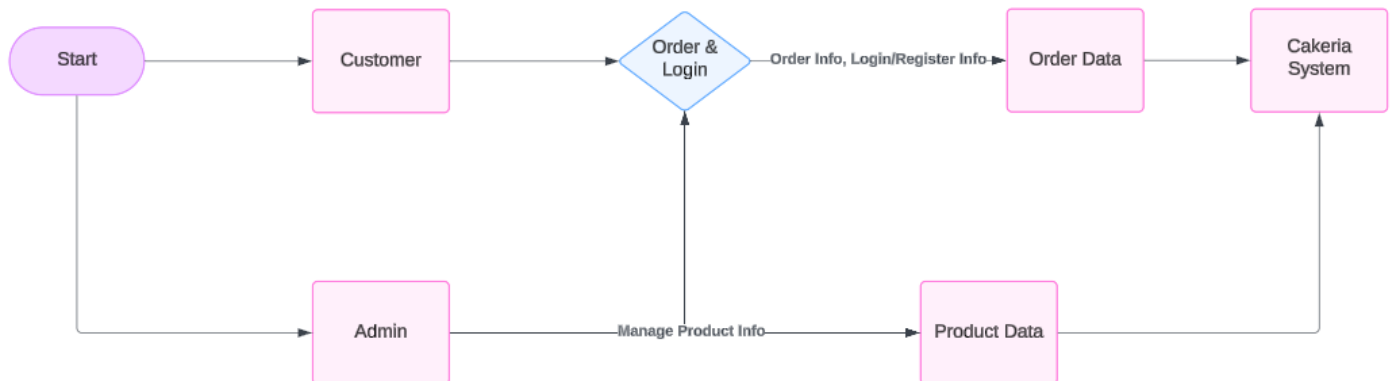 Start
Customer
Order &
Login
Order Info, Login/Register Info
Order Data
Cakeria
System
Admin
Manage Product Info
Product Data